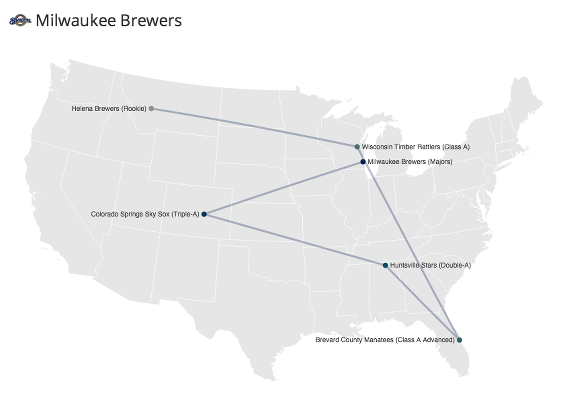 Milwaukee Brewers
Helena Brewers (Rookie)
Wisconsin Timber Rattlers (Class A)
Milwaukee Brewers (Majors)
Colorado Springs Sky Sox (Triple-A)
Huntsville Stars (Double-A)
Brevard County Manatees (Class A Advanced)